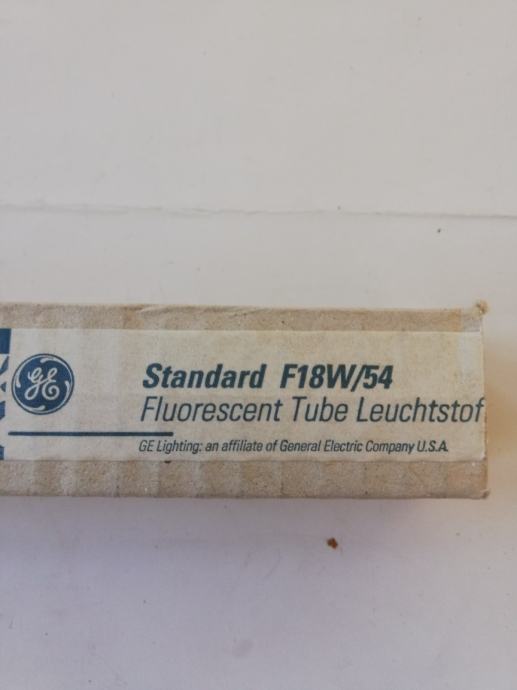 GE
Standard F18W/54
Fluorescent Tube Leuchtstof
GE Lighting: an affiliate of General Electric Company U.S.A.